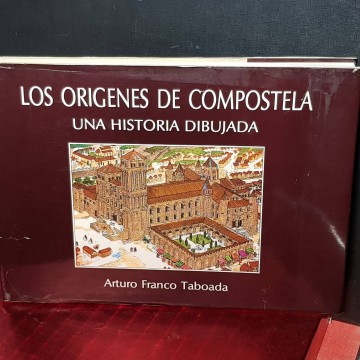 LOS ORIGENES DE COMPOSTELA
UNA HISTORIA DIBUJADA
Arturo Franco Taboada